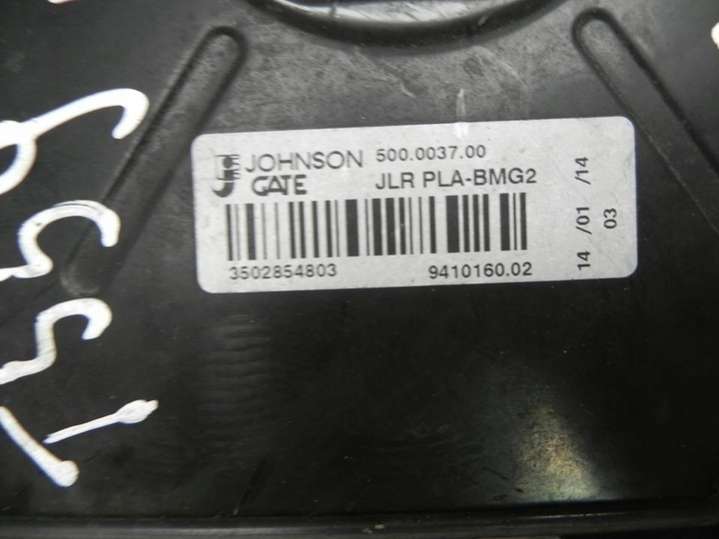 JOHNSON 500.0037.00
GATE JLR PLA-BMG2
3502854803 9410160.02
14 /01 /14
03